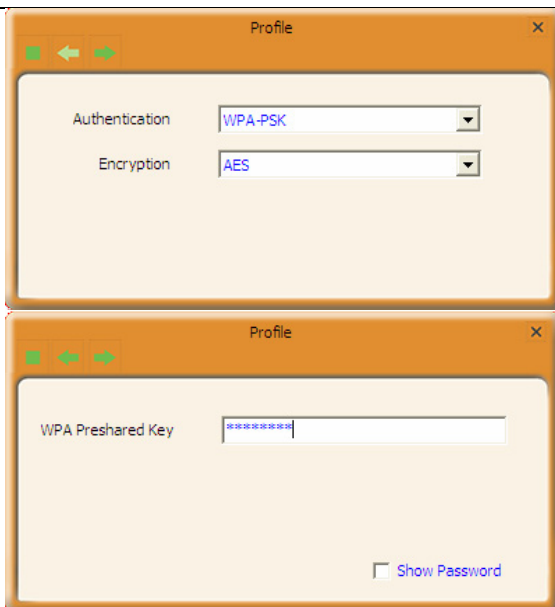 Profile
Authentication WPA-PSK
Encryption AES
Profile
WPA Preshared Key ********
Show Password